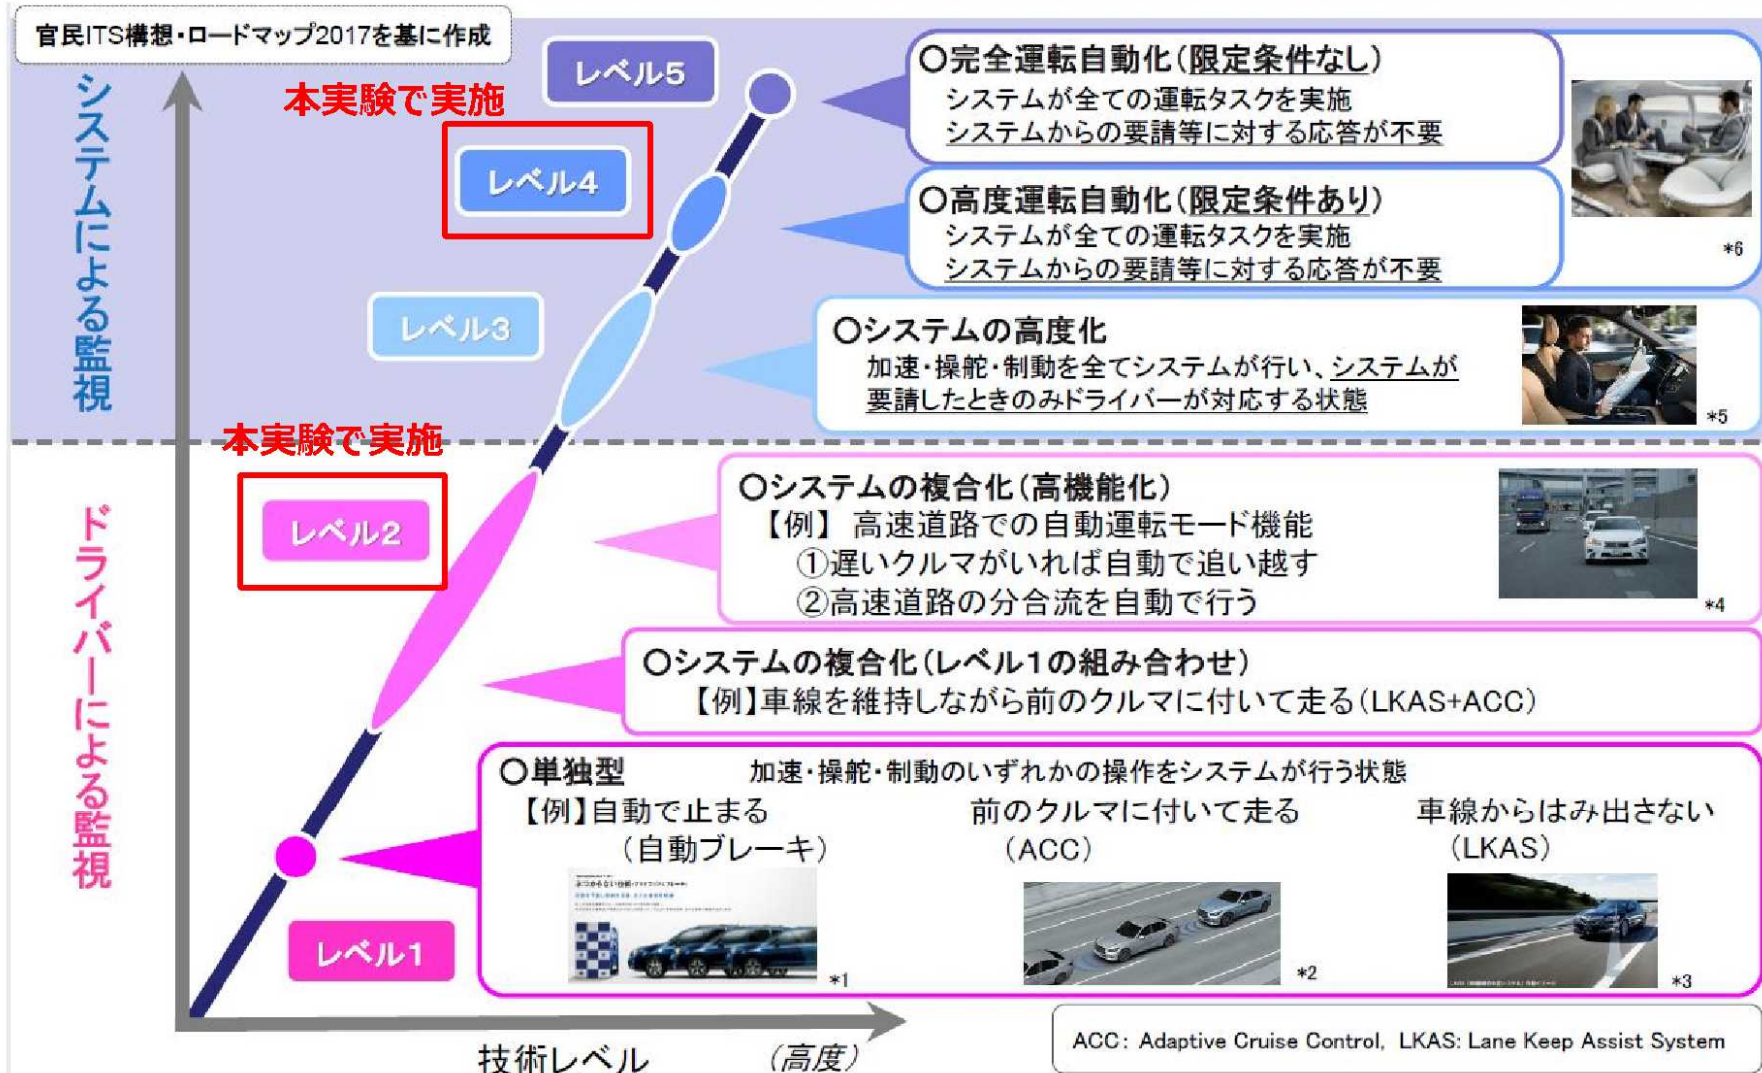 官民ITS構想・ロードマップ2017を基に作成
システムによる監視
ドライバーによる監視
レベル5
本実験で実施
レベル4
レベル3
本実験で実施
レベル2
レベル1
〇完全運転自動化(限定条件なし)
システムが全ての運転タスクを実施
システムからの要請等に対する応答が不要
〇高度運転自動化(限定条件あり)
システムが全ての運転タスクを実施
システムからの要請等に対する応答が不要
*6
〇システムの高度化
加速・操舵・制動を全てシステムが行い、システムが
要請したときのみドライバーが対応する状態
*5
〇システムの複合化(高機能化)
【例】 高速道路での自動運転モード機能
①遅いクルマがいれば自動で追い越す
②高速道路の分合流を自動で行う
*4
〇システムの複合化(レベル1の組み合わせ)
【例】車線を維持しながら前のクルマに付いて走る(LKAS+ACC)
〇単独型 加速・操舵・制動のいずれかの操作をシステムが行う状態
【例】自動で止まる
(自動ブレーキ)
*1
前のクルマに付いて走る
(ACC)
*2
車線からはみ出さない
(LKAS)
*3
技術レベル (高度)
ACC: Adaptive Cruise Control, LKAS: Lane Keep Assist System